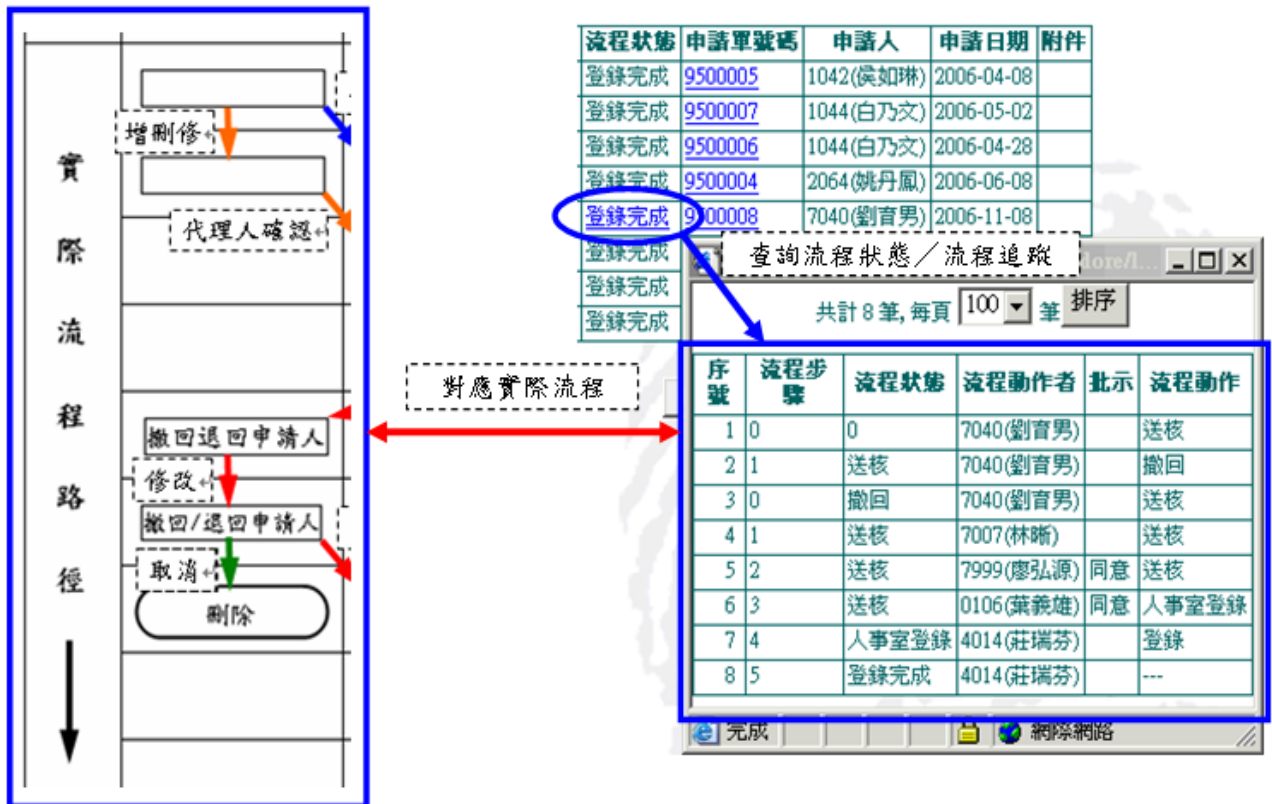 實際流程路徑
增刪修
代理人確認
撤回退回申請人
修改
撤回/退回申請人
取消
刪除
對應實際流程
流程狀態 申請單號碼 申請人 申請日期 附件
登錄完成 9500005 1042(侯如琳) 2006-04-08
登錄完成 9500007 1044(白乃文) 2006-05-02
登錄完成 9500006 1044(白乃文) 2006-04-28
登錄完成 9500004 2064(姚丹鳳) 2006-06-08
登錄完成 9500008 7040(劉育男) 2006-11-08
登錄完成
登錄完成
登錄完成
查詢流程狀態／流程追蹤
共計 8 筆, 每頁 100 筆 排序
序號 流程步驟 流程狀態 流程動作者 批示 流程動作
1 0 0 7040(劉育男) 送核
2 1 送核 7040(劉育男) 撤回
3 0 撤回 7040(劉育男) 送核
4 1 送核 7007(林晰) 送核
5 2 送核 7999(廖弘源) 同意 送核
6 3 送核 0106(葉義雄) 同意 人事室登錄
7 4 人事室登錄 4014(莊瑞芬) 登錄
8 5 登錄完成 4014(莊瑞芬) ---
完成 網際網路